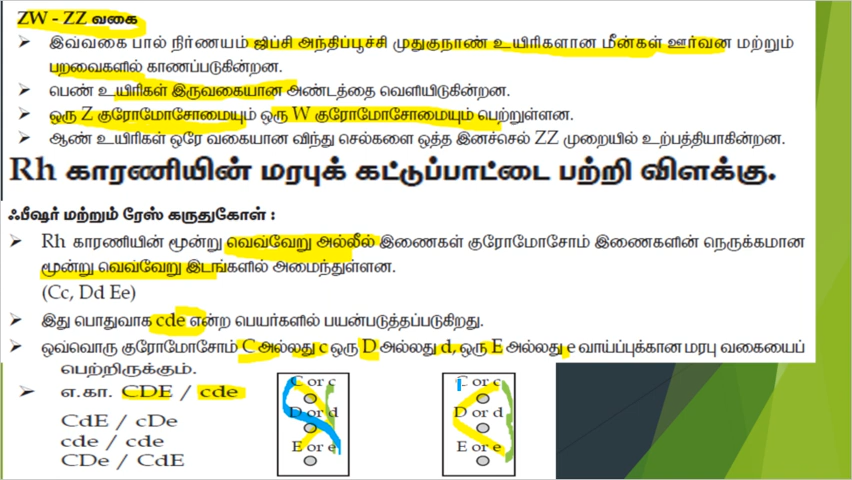 ZW - ZZ வகை
➢ இவ்வகை பால் நிர்ணயம் ஜிப்சி அந்திப்பூச்சி முதுகுநாண் உயிரிகளான மீன்கள் ஊர்வன மற்றும்
பறவைகளில் காணப்படுகின்றன.
➢ பெண் உயிரிகள் இருவகையான அண்டத்தை வெளியிடுகின்றன.
➢ ஒரு Z குரோமோசோமையும் ஒரு W குரோமோசோமையும் பெற்றுள்ளன.
➢ ஆண் உயிரிகள் ஒரே வகையான விந்து செல்களை ஒத்த இனச்செல் ZZ முறையில் உற்பத்தியாகின்றன.
Rh காரணியின் மரபுக் கட்டுப்பாட்டை பற்றி விளக்கு.
ஃபீஷர் மற்றும் ரேஸ் கருதுகோள் :
➢ Rh காரணியின் மூன்று வெவ்வேறு அல்லீல் இணைகள் குரோமோசோம் இணைகளின் நெருக்கமான
மூன்று வெவ்வேறு இடங்களில் அமைந்துள்ளன.
(Cc, Dd Ee)
➢ இது பொதுவாக cde என்ற பெயர்களில் பயன்படுத்தப்படுகிறது.
➢ ஒவ்வொரு குரோமோசோம் C அல்லது c ஒரு D அல்லது d, ஒரு E அல்லது e வாய்ப்புக்கான மரபு வகையைப்
பெற்றிருக்கும்.
➢ எ.கா. CDE / cde
CdE / cDe
cde / cde
CDe / CdE
C or c
D or d
E or e
C or c
D or d
E or e